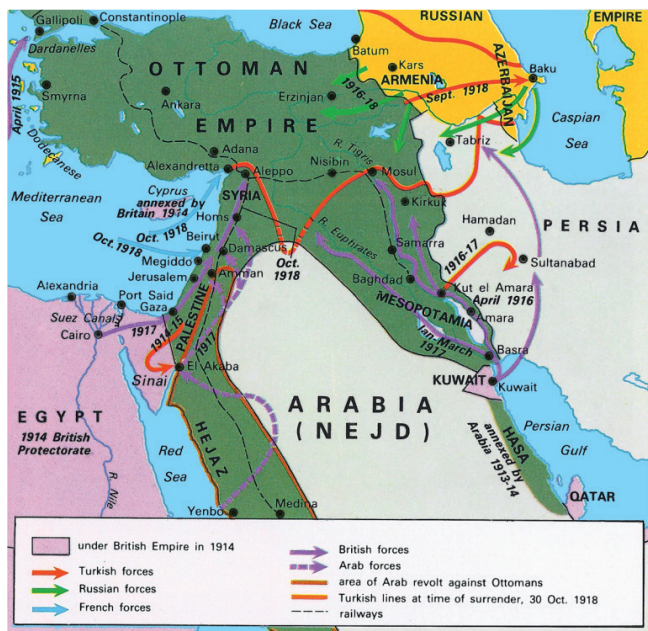 Gallipoli
Constantinople
Black Sea
RUSSIAN
EMPIRE
Dardanelles
Batum
Kars
ARMENIA
AZERBAIJAN
Baku
OTTOMAN
EMPIRE
April 1915
Smyrna
Ankara
Erzinjan
1916-18
Sept. 1918
Caspian
Sea
Tabriz
Dodecanese
Adana
Alexandretta
Aleppo
Nisibin
R. Tigris
Mosul
Mediterranean
Sea
Cyprus
annexed by
Britain 1914
SYRIA
Homs
Kirkuk
PERSIA
Hamadan
Oct. 1918
Oct. 1918
Beirut
Damascus
R. Euphrates
Samarra
1916-17
Sultanabad
Megiddo
Oct.
1918
Jerusalem
Amman
Baghdad
Kut el Amara
April 1916
Alexandria
Port Said
Gaza
PALESTINE
MESOPOTAMIA
Amara
Suez Canal
Cairo
1917
1914-15
1917
Jan-March
1917
Basra
Sinai
El Akaba
KUWAIT
Kuwait
EGYPT
1914 British
Protectorate
ARABIA
(NEJD)
Persian
Gulf
Red
Sea
HEJAZ
HASA
annexed by
Arabia 1913-14
R. Nile
QATAR
Yenbo
Medina
under British Empire in 1914
Turkish forces
Russian forces
French forces
British forces
Arab forces
area of Arab revolt against Ottomans
Turkish lines at time of surrender, 30 Oct. 1918
railways